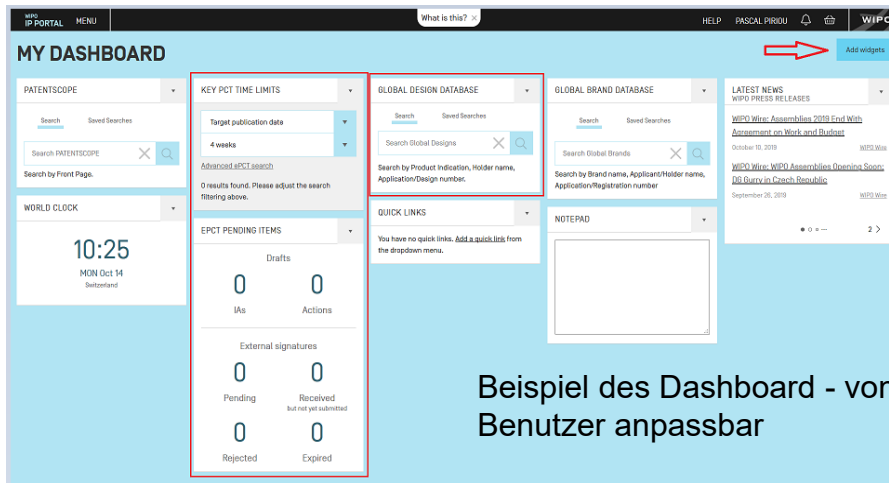 WIPO
IP PORTAL MENU
What is this? ×
HELP PASCAL PIRIOU
WIPO
MY DASHBOARD
Add widgets
PATENTSCOPE
Search Saved Searches
Search PATENTSCOPE
Search by Front Page.
WORLD CLOCK
10:25
MON Oct 14
Switzerland
KEY PCT TIME LIMITS
Target publication date
4 weeks
Advanced ePCT search
0 results found. Please adjust the search
filtering above.
EPCT PENDING ITEMS
Drafts
0 0
IAs Actions
External signatures
0 0
Pending Received
but not yet submitted
0 0
Rejected Expired
GLOBAL DESIGN DATABASE
Search Saved Searches
Search Global Designs
Search by Product Indication, Holder name,
Application/Design number.
QUICK LINKS
You have no quick links. Add a quick link from
the dropdown menu.
GLOBAL BRAND DATABASE
Search Saved Searches
Search Global Brands
Search by Brand name, Applicant/Holder name,
Application/Registration number
NOTEPAD
LATEST NEWS
WIPO PRESS RELEASES
WIPO Wire: Assemblies 2019 End With
Agreement on Work and Budget
October 10, 2019 WIPO Wire
WIPO Wire: WIPO Assemblies Opening Soon;
DG Gurry in Czech Republic
September 26, 2019 WIPO Wire
2 >
Beispiel des Dashboard - vor
Benutzer anpassbar